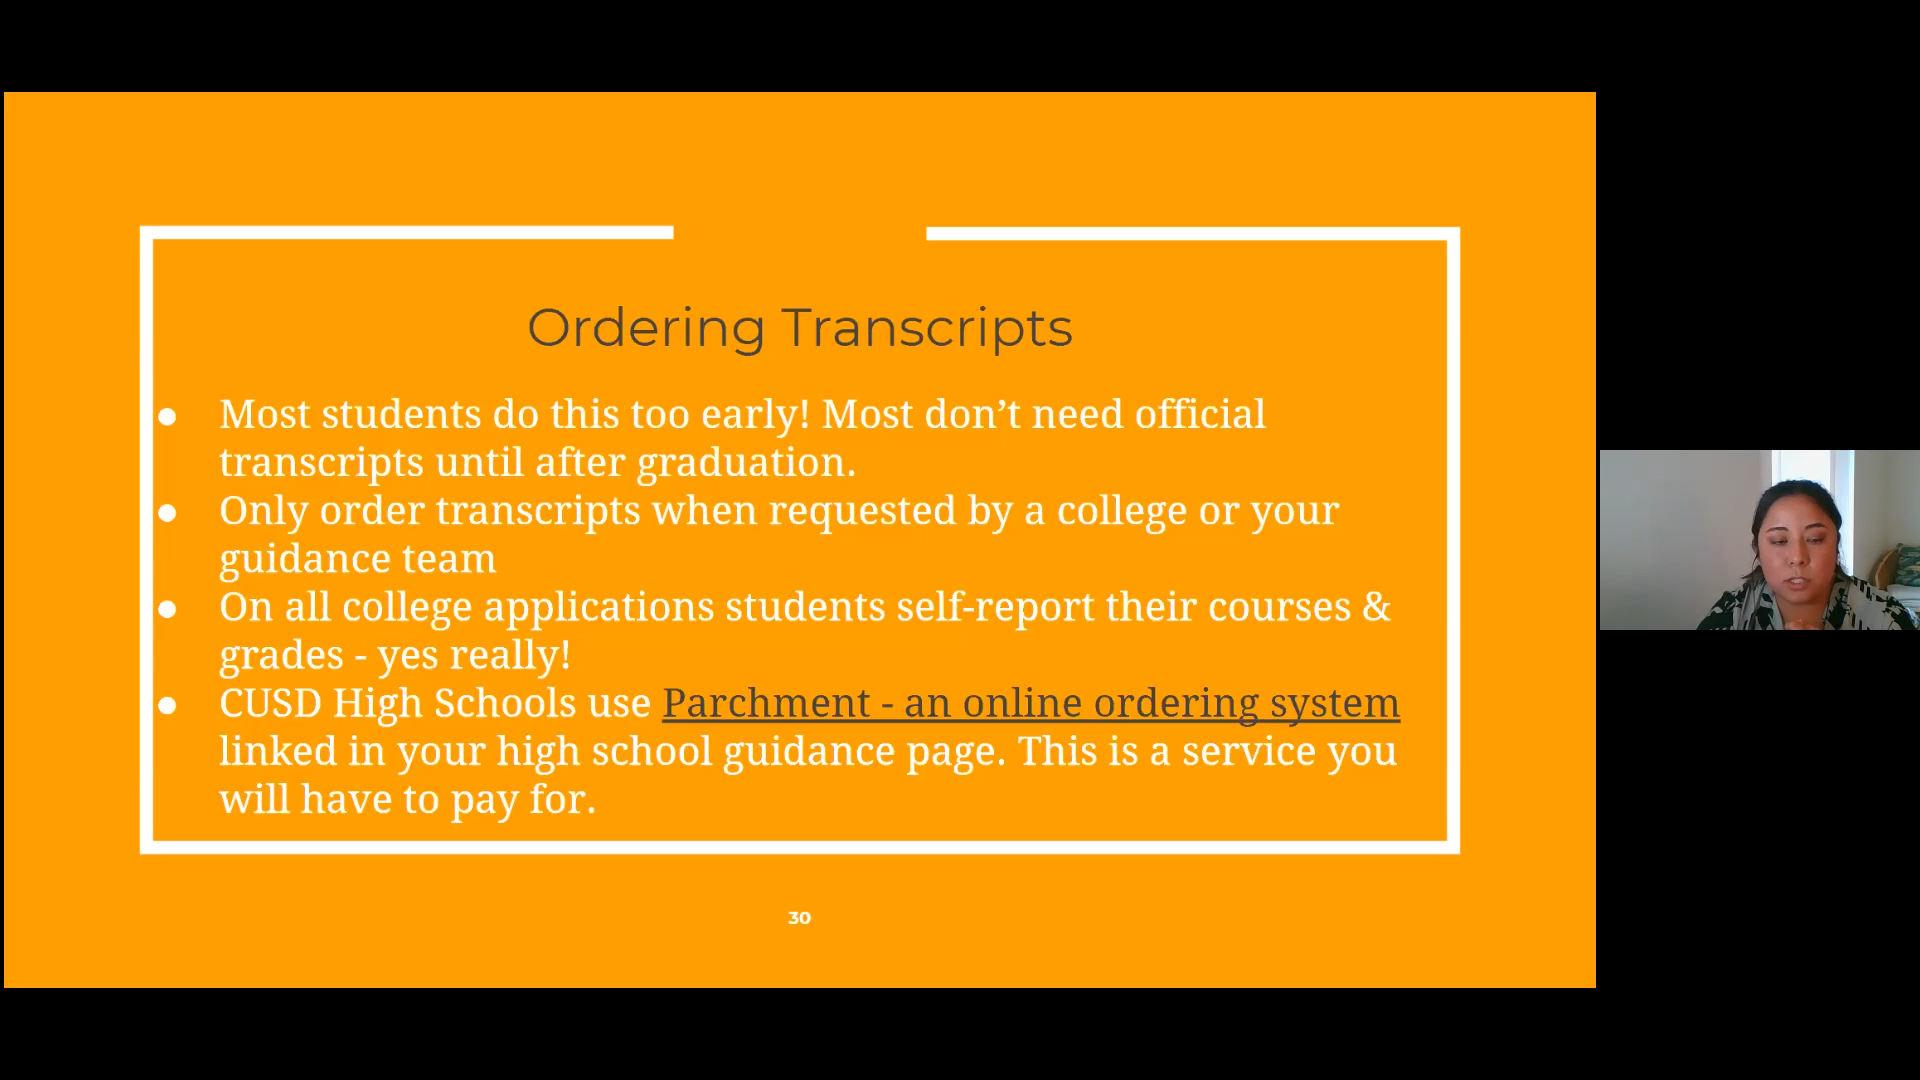 Ordering Transcripts
● Most students do this too early! Most don’t need official
transcripts until after graduation.
● Only order transcripts when requested by a college or your
guidance team
● On all college applications students self-report their courses &
grades - yes really!
● CUSD High Schools use Parchment - an online ordering system
linked in your high school guidance page. This is a service you
will have to pay for.
30